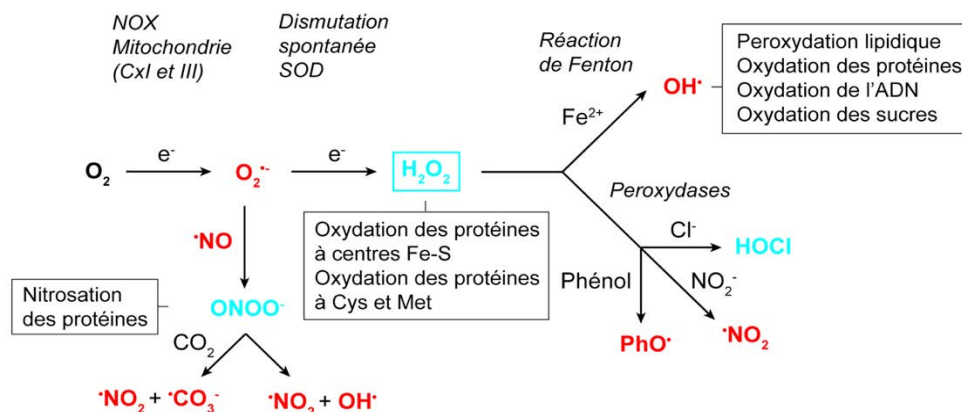 NOX
Mitochondrie
(CxI et III)
Dismutation
spontanée
SOD
Réaction
de Fenton
OH•
Peroxydation lipidique
Oxydation des protéines
Oxydation de l’ADN
Oxydation des sucres
Fe²⁺
O₂
e⁻
O₂•⁻
e⁻
H₂O₂
Peroxydases
Oxydation des protéines
à centres Fe-S
Oxydation des protéines
à Cys et Met
•NO
Cl⁻
HOCl
Phénol
NO₂⁻
Nitrosation
des protéines
ONOO⁻
CO₂
PhO•
•NO₂
•NO₂ + •CO₃⁻
•NO₂ + OH•